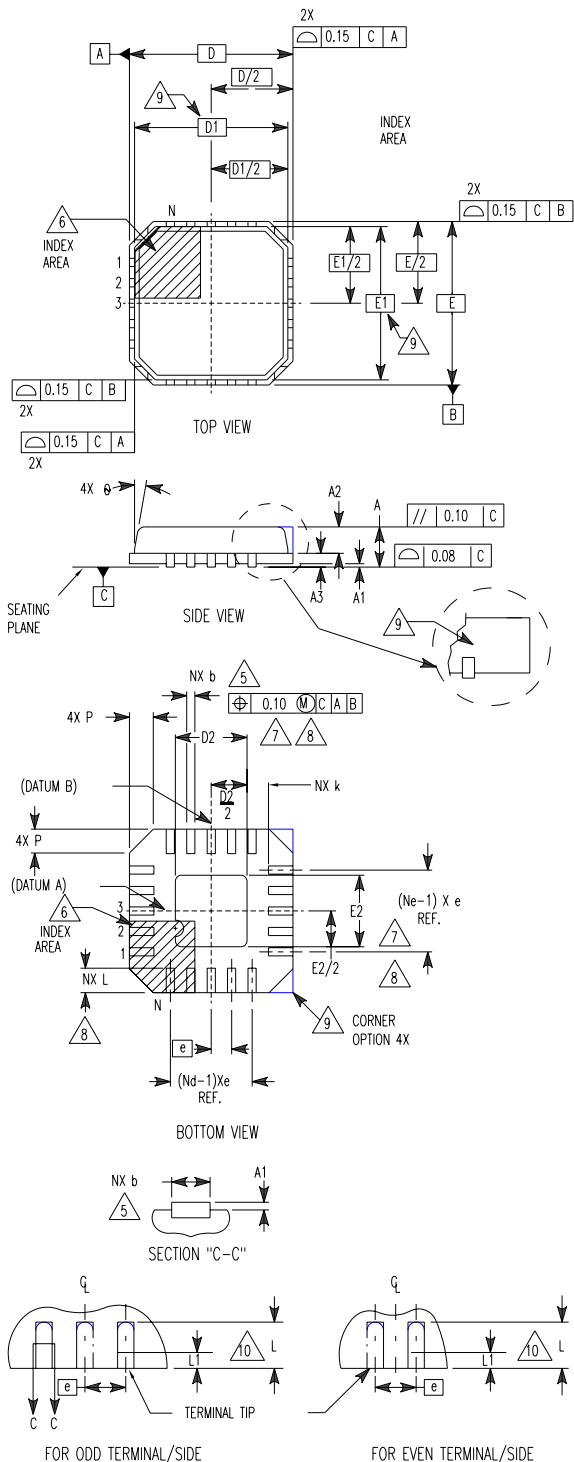 2X
0.15 C A
A
D
D/2
9
D1
INDEX
AREA
D1/2
2X
0.15 C B
N
6
INDEX
AREA
1
2
3
E1/2
E/2
E1
E
9
B
0.15 C B
2X
0.15 C A
2X
TOP VIEW
4X
A2
A
// 0.10 C
0.08 C
C
A3
A1
SEATING
PLANE
SIDE VIEW
9
NX b
5
0.10 M C A B
4X P
D2
7
8
(DATUM B)
D2
2
NX k
4X P
(DATUM A)
3
6
INDEX
AREA
2
1
E2
(Ne-1) X e
REF.
7
E2/2
8
NX L
8
N
9
CORNER
OPTION 4X
e
(Nd-1)Xe
REF.
BOTTOM VIEW
NX b
A1
5
SECTION "C-C"
C
L
C
L
L
10
L1
L
10
L1
e
e
C C
TERMINAL TIP
FOR ODD TERMINAL/SIDE
FOR EVEN TERMINAL/SIDE